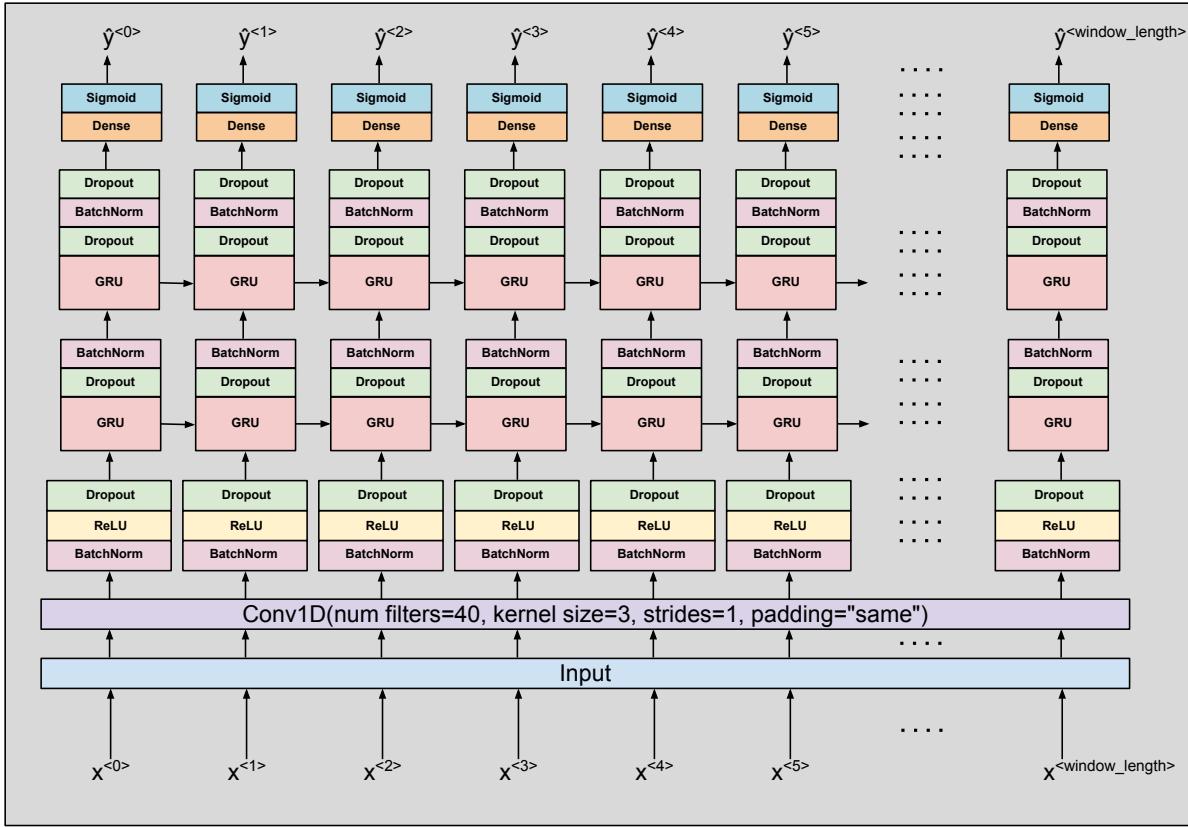 ŷ<0> ŷ<1> ŷ<2> ŷ<3> ŷ<4> ŷ<5> ŷ<window_length>
Sigmoid Sigmoid Sigmoid Sigmoid Sigmoid Sigmoid . . . . Sigmoid
Dense Dense Dense Dense Dense Dense . . . . Dense
Dropout Dropout Dropout Dropout Dropout Dropout Dropout
BatchNorm BatchNorm BatchNorm BatchNorm BatchNorm BatchNorm BatchNorm
Dropout Dropout Dropout Dropout Dropout Dropout . . . . Dropout
GRU GRU GRU GRU GRU GRU . . . . GRU
BatchNorm BatchNorm BatchNorm BatchNorm BatchNorm BatchNorm . . . . BatchNorm
Dropout Dropout Dropout Dropout Dropout Dropout . . . . Dropout
GRU GRU GRU GRU GRU GRU . . . . GRU
Dropout Dropout Dropout Dropout Dropout Dropout . . . . Dropout
ReLU ReLU ReLU ReLU ReLU ReLU . . . . ReLU
BatchNorm BatchNorm BatchNorm BatchNorm BatchNorm BatchNorm . . . . BatchNorm
Conv1D(num filters=40, kernel size=3, strides=1, padding="same")
. . . .
Input
. . . .
x<0> x<1> x<2> x<3> x<4> x<5> x<window_length>